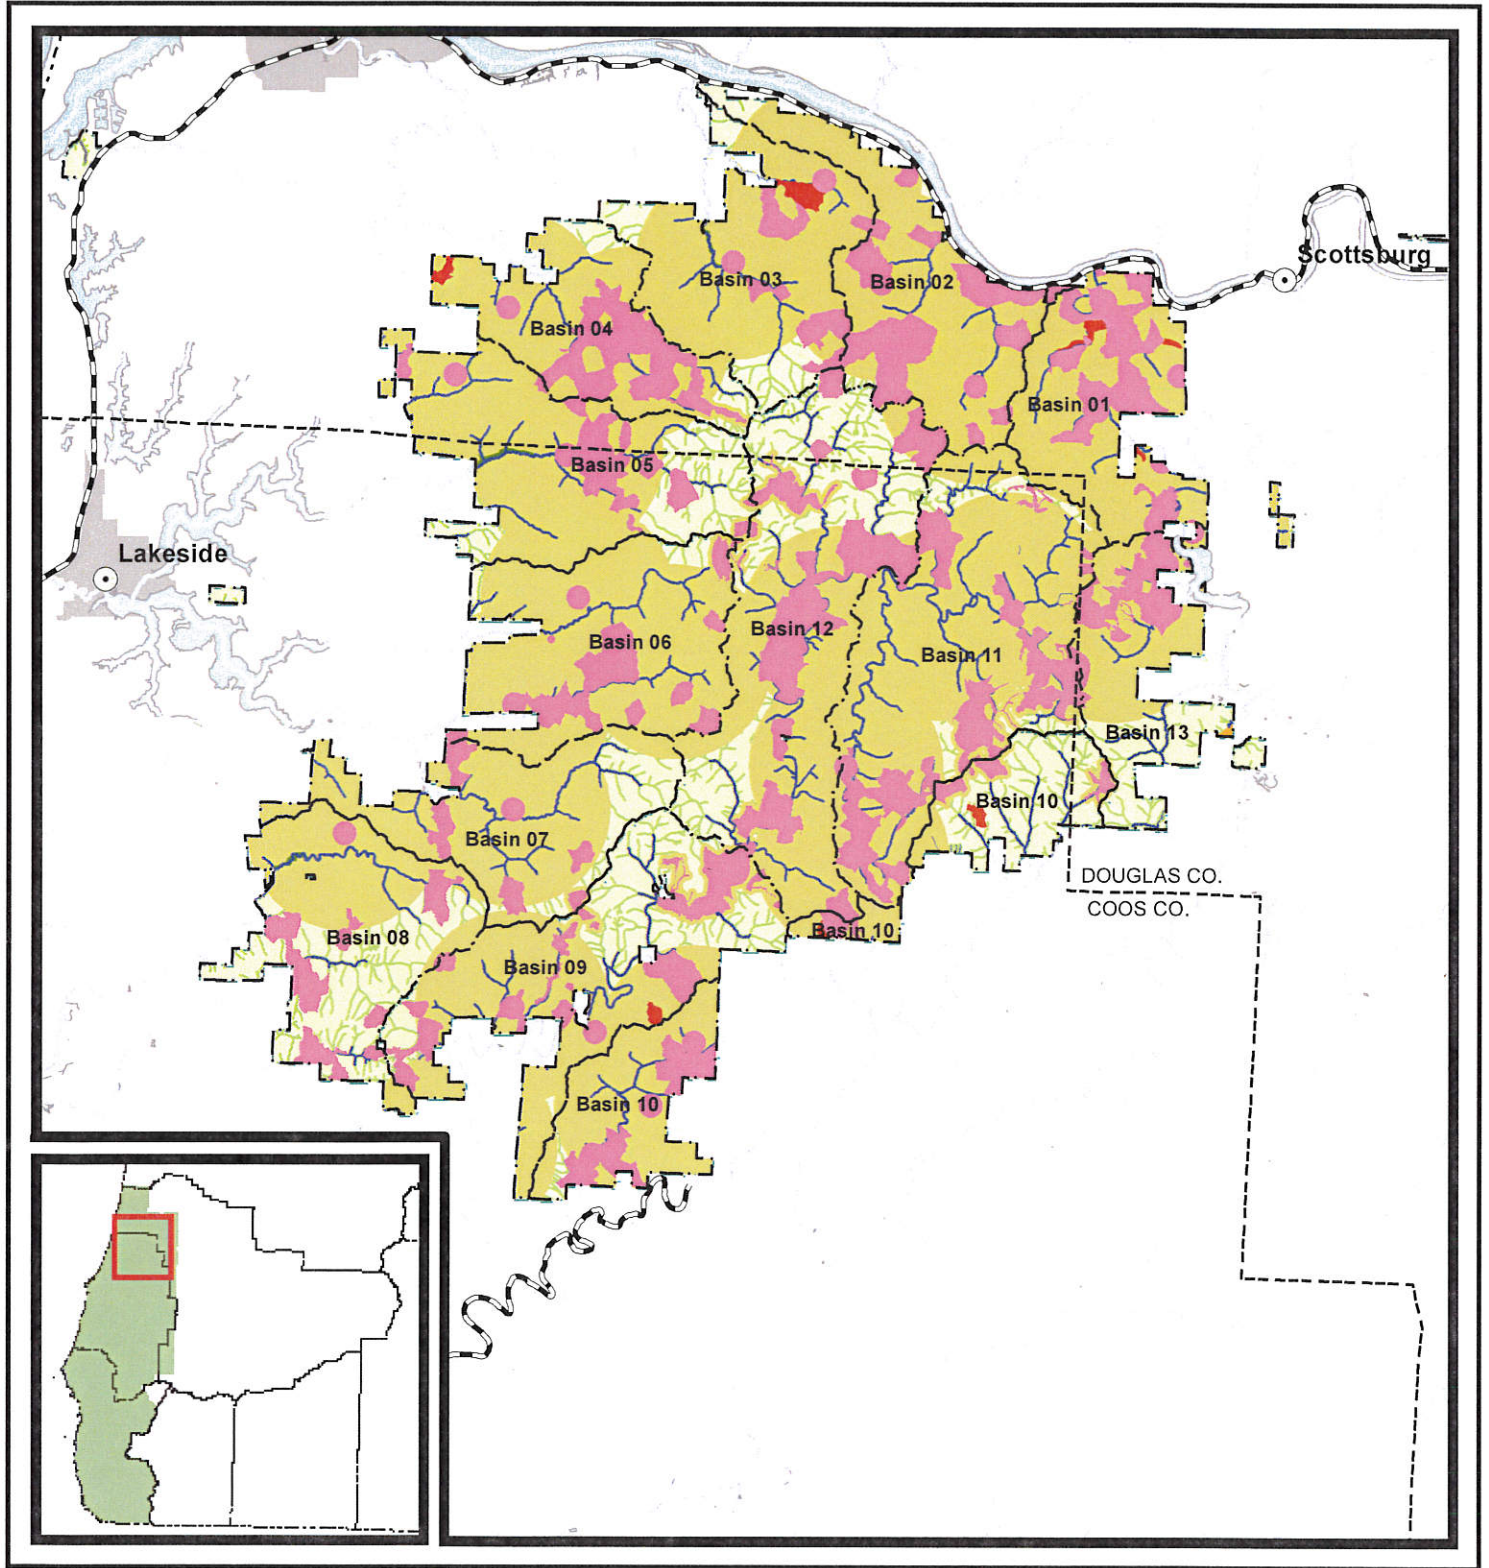 Scottsburg
Basin 03
Basin 02
Basin 04
Basin 01
Basin 05
Lakeside
Basin 12
Basin 06
Basin 11
Basin 13
Basin 10
Basin 07
DOUGLAS CO.
COOS CO.
Basin 10
Basin 08
Basin 09
Basin 10